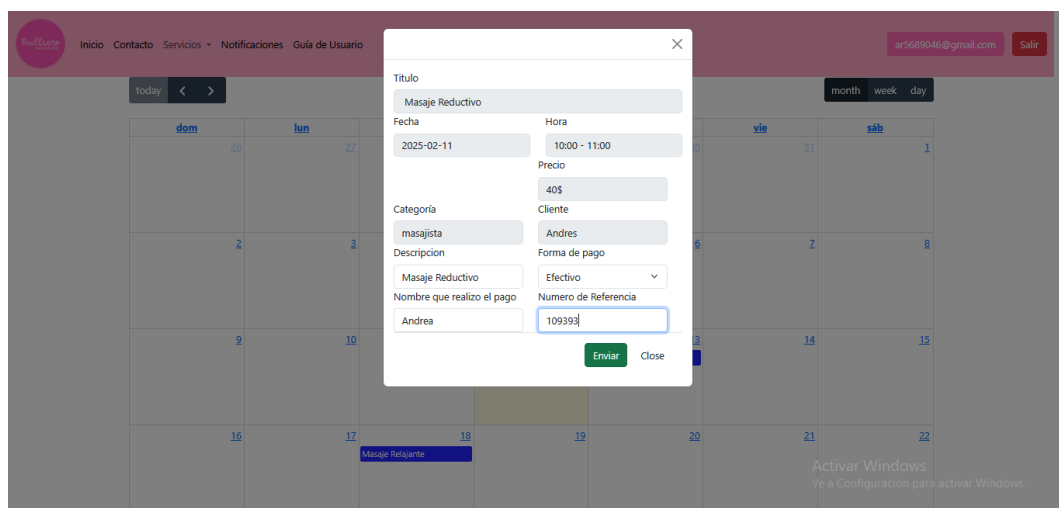 Rulliere
Inicio Contacto Servicios Notificaciones Guía de Usuario
ar5689046@gmail.com Salir
today
month week day
dom lun vie sáb
26 27 31 1
Titulo
Masaje Reductivo
Fecha Hora
2025-02-11 10:00 - 11:00
Precio
40$
Categoría Cliente
masajista Andres
2 3 6 7 8
Descripcion Forma de pago
Masaje Reductivo Efectivo
Nombre que realizo el pago Numero de Referencia
Andrea 109393
9 10 13 14 15
Enviar Close
16 17 18 19 20 21 22
Masaje Relajante
Activar Windows
Ve a Configuración para activar Windows.